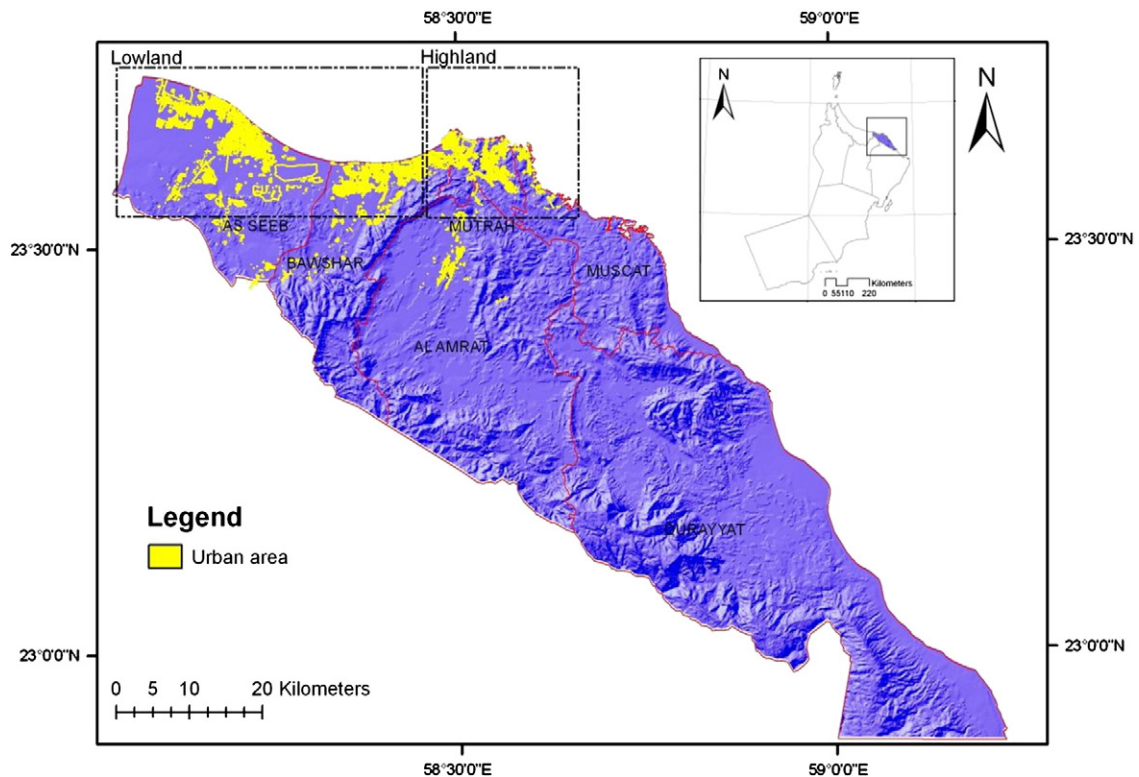 58°30'0"E 59°0'0"E
Lowland Highland
N N
23°30'0"N 23°30'0"N
AS SEEB MUTRAH
BAWSHAR MUSCAT
Kilometers
0 55110 220
AL AMRAT
Legend
Urban area
QURAYYAT
23°0'0"N 23°0'0"N
0 5 10 20 Kilometers
58°30'0"E 59°0'0"E